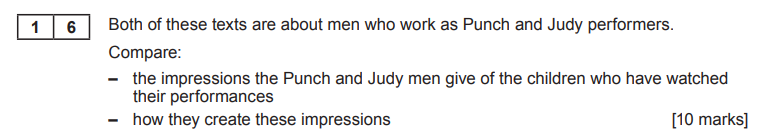 1 6 Both of these texts are about men who work as Punch and Judy performers.
Compare:
– the impressions the Punch and Judy men give of the children who have watched
their performances
– how they create these impressions [10 marks]